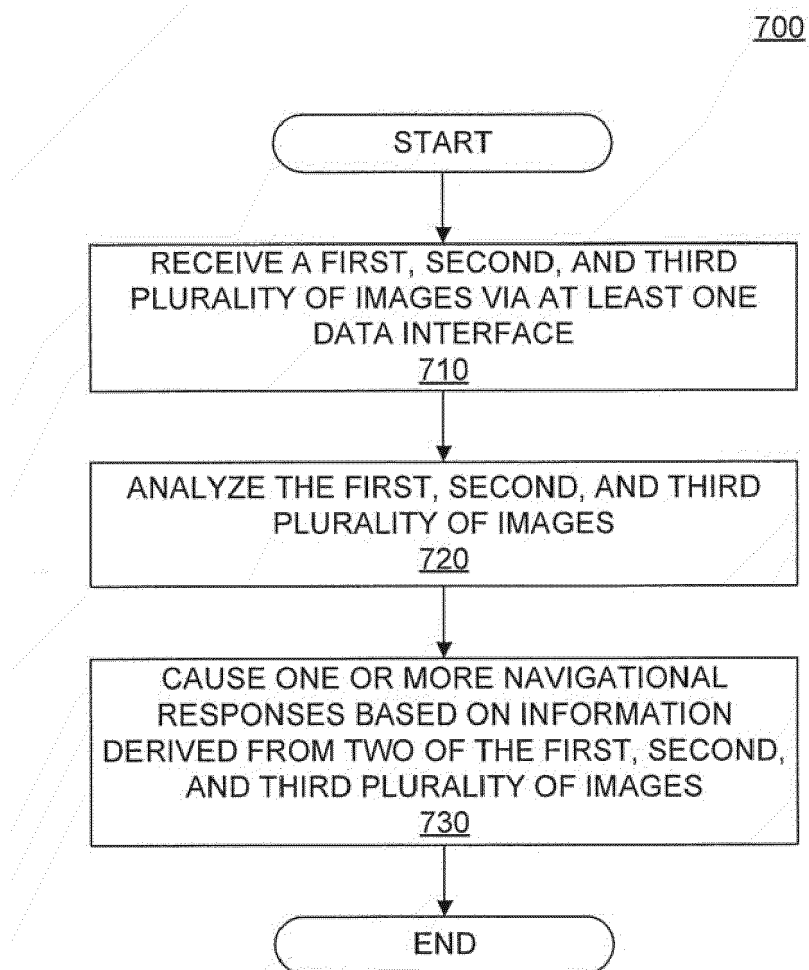 700
START
RECEIVE A FIRST, SECOND, AND THIRD
PLURALITY OF IMAGES VIA AT LEAST ONE
DATA INTERFACE
710
ANALYZE THE FIRST, SECOND, AND THIRD
PLURALITY OF IMAGES
720
CAUSE ONE OR MORE NAVIGATIONAL
RESPONSES BASED ON INFORMATION
DERIVED FROM TWO OF THE FIRST, SECOND,
AND THIRD PLURALITY OF IMAGES
730
END